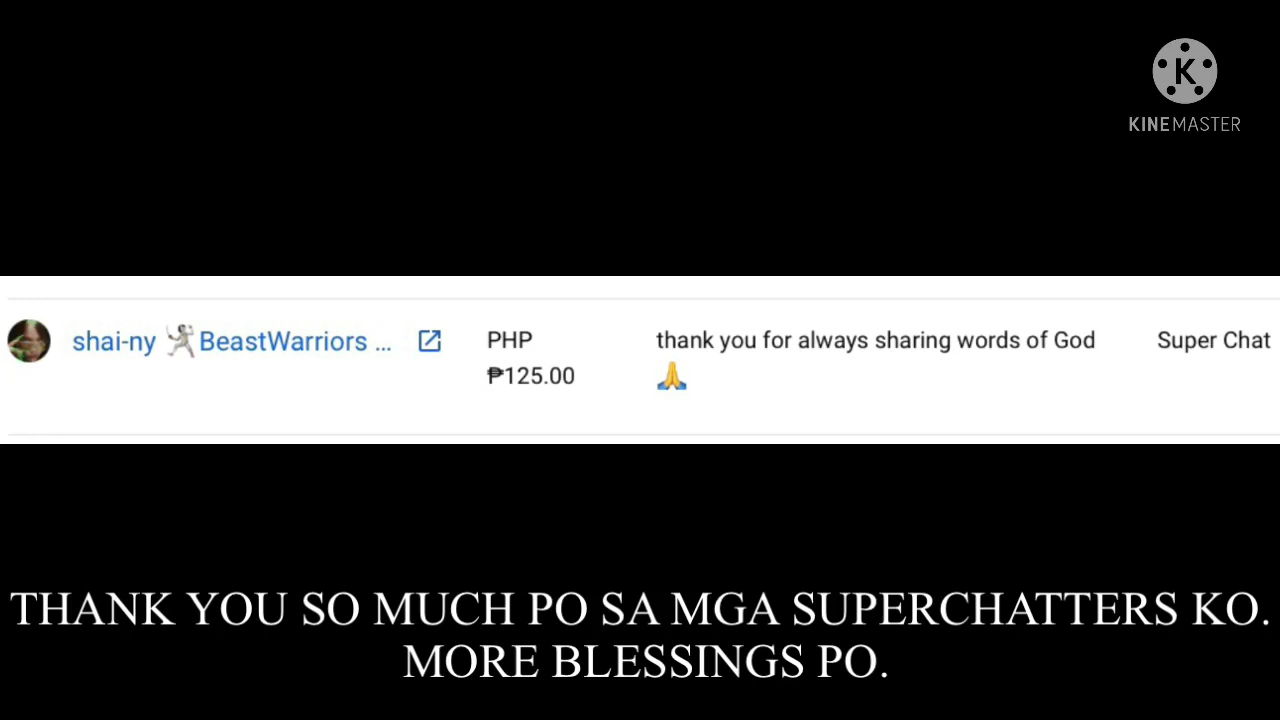 K
KINEMASTER
shai-ny 🤺BeastWarriors ...
PHP
₱125.00
thank you for always sharing words of God
🙏
Super Chat
THANK YOU SO MUCH PO SA MGA SUPERCHATTERS KO.
MORE BLESSINGS PO.